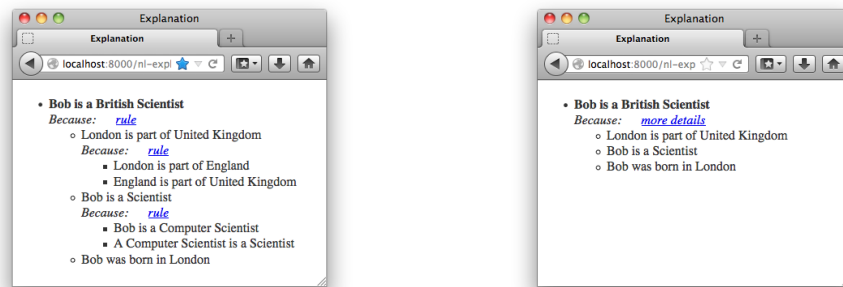 Explanation
Explanation
localhost:8000/nl-expl
Bob is a British Scientist
Because: rule
London is part of United Kingdom
Because: rule
London is part of England
England is part of United Kingdom
Bob is a Scientist
Because: rule
Bob is a Computer Scientist
A Computer Scientist is a Scientist
Bob was born in London
Explanation
Explanation
localhost:8000/nl-exp
Bob is a British Scientist
Because: more details
London is part of United Kingdom
Bob is a Scientist
Bob was born in London